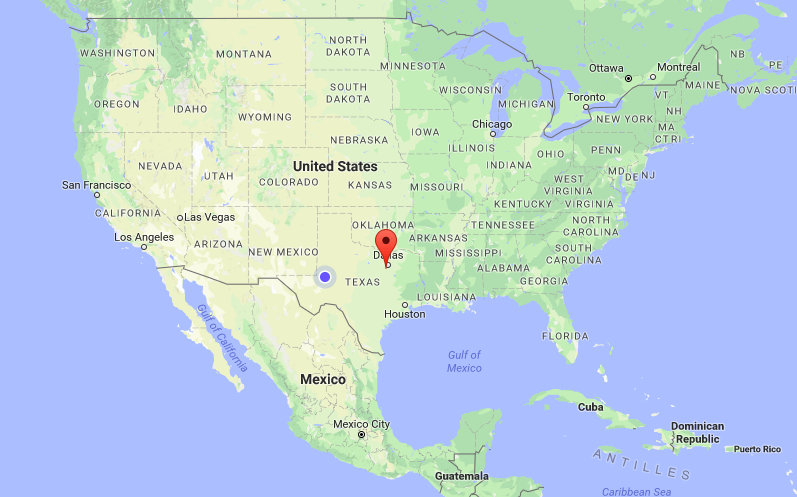 WASHINGTON
MONTANA
NORTH
DAKOTA
MINNESOTA
Ottawa
Montreal
NB
PE
MAINE
NOVA SCOTI
OREGON
IDAHO
SOUTH
DAKOTA
WISCONSIN
MICHIGAN
Toronto
VT
NH
NEW YORK
MA
CT
RI
WYOMING
IOWA
Chicago
NEBRASKA
ILLINOIS
INDIANA
OHIO
PENN
MD
DE
NJ
NEVADA
UTAH
COLORADO
United States
KANSAS
MISSOURI
WEST
VIRGINIA
KENTUCKY
VIRGINIA
San Francisco
CALIFORNIA
Las Vegas
Los Angeles
ARIZONA
NEW MEXICO
OKLAHOMA
ARKANSAS
TENNESSEE
NORTH
CAROLINA
SOUTH
CAROLINA
Dallas
MISSISSIPPI
ALABAMA
GEORGIA
TEXAS
LOUISIANA
Houston
FLORIDA
Gulf of California
Gulf of
Mexico
Mexico
Mexico City
Cuba
Dominican
Republic
Puerto Rico
ANTILLES
Guatemala
Caribbean Sea